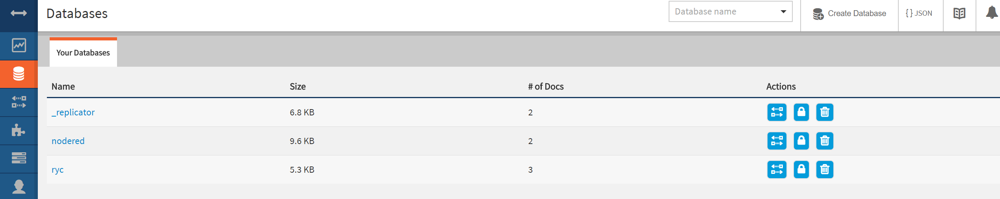 Databases
Database name
Create Database
{ } JSON
Your Databases
Name Size # of Docs Actions
_replicator 6.8 KB 2
nodered 9.6 KB 2
ryc 5.3 KB 3